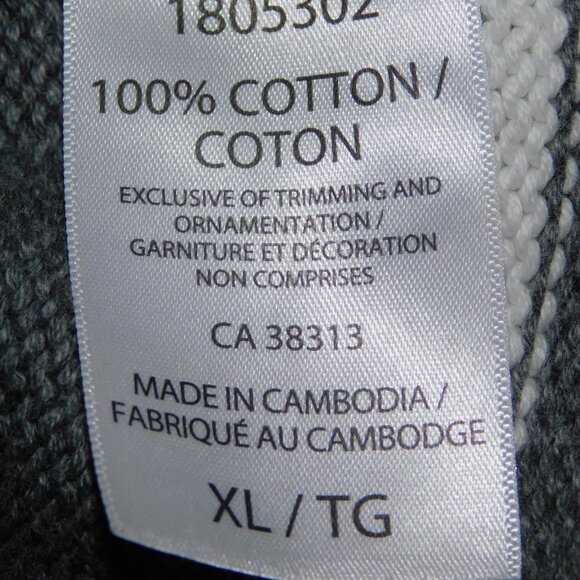 1805302
100% COTTON /
COTON
EXCLUSIVE OF TRIMMING AND
ORNAMENTATION /
GARNITURE ET DÉCORATION
NON COMPRISES
CA 38313
MADE IN CAMBODIA /
FABRIQUÉ AU CAMBODGE
XL / TG